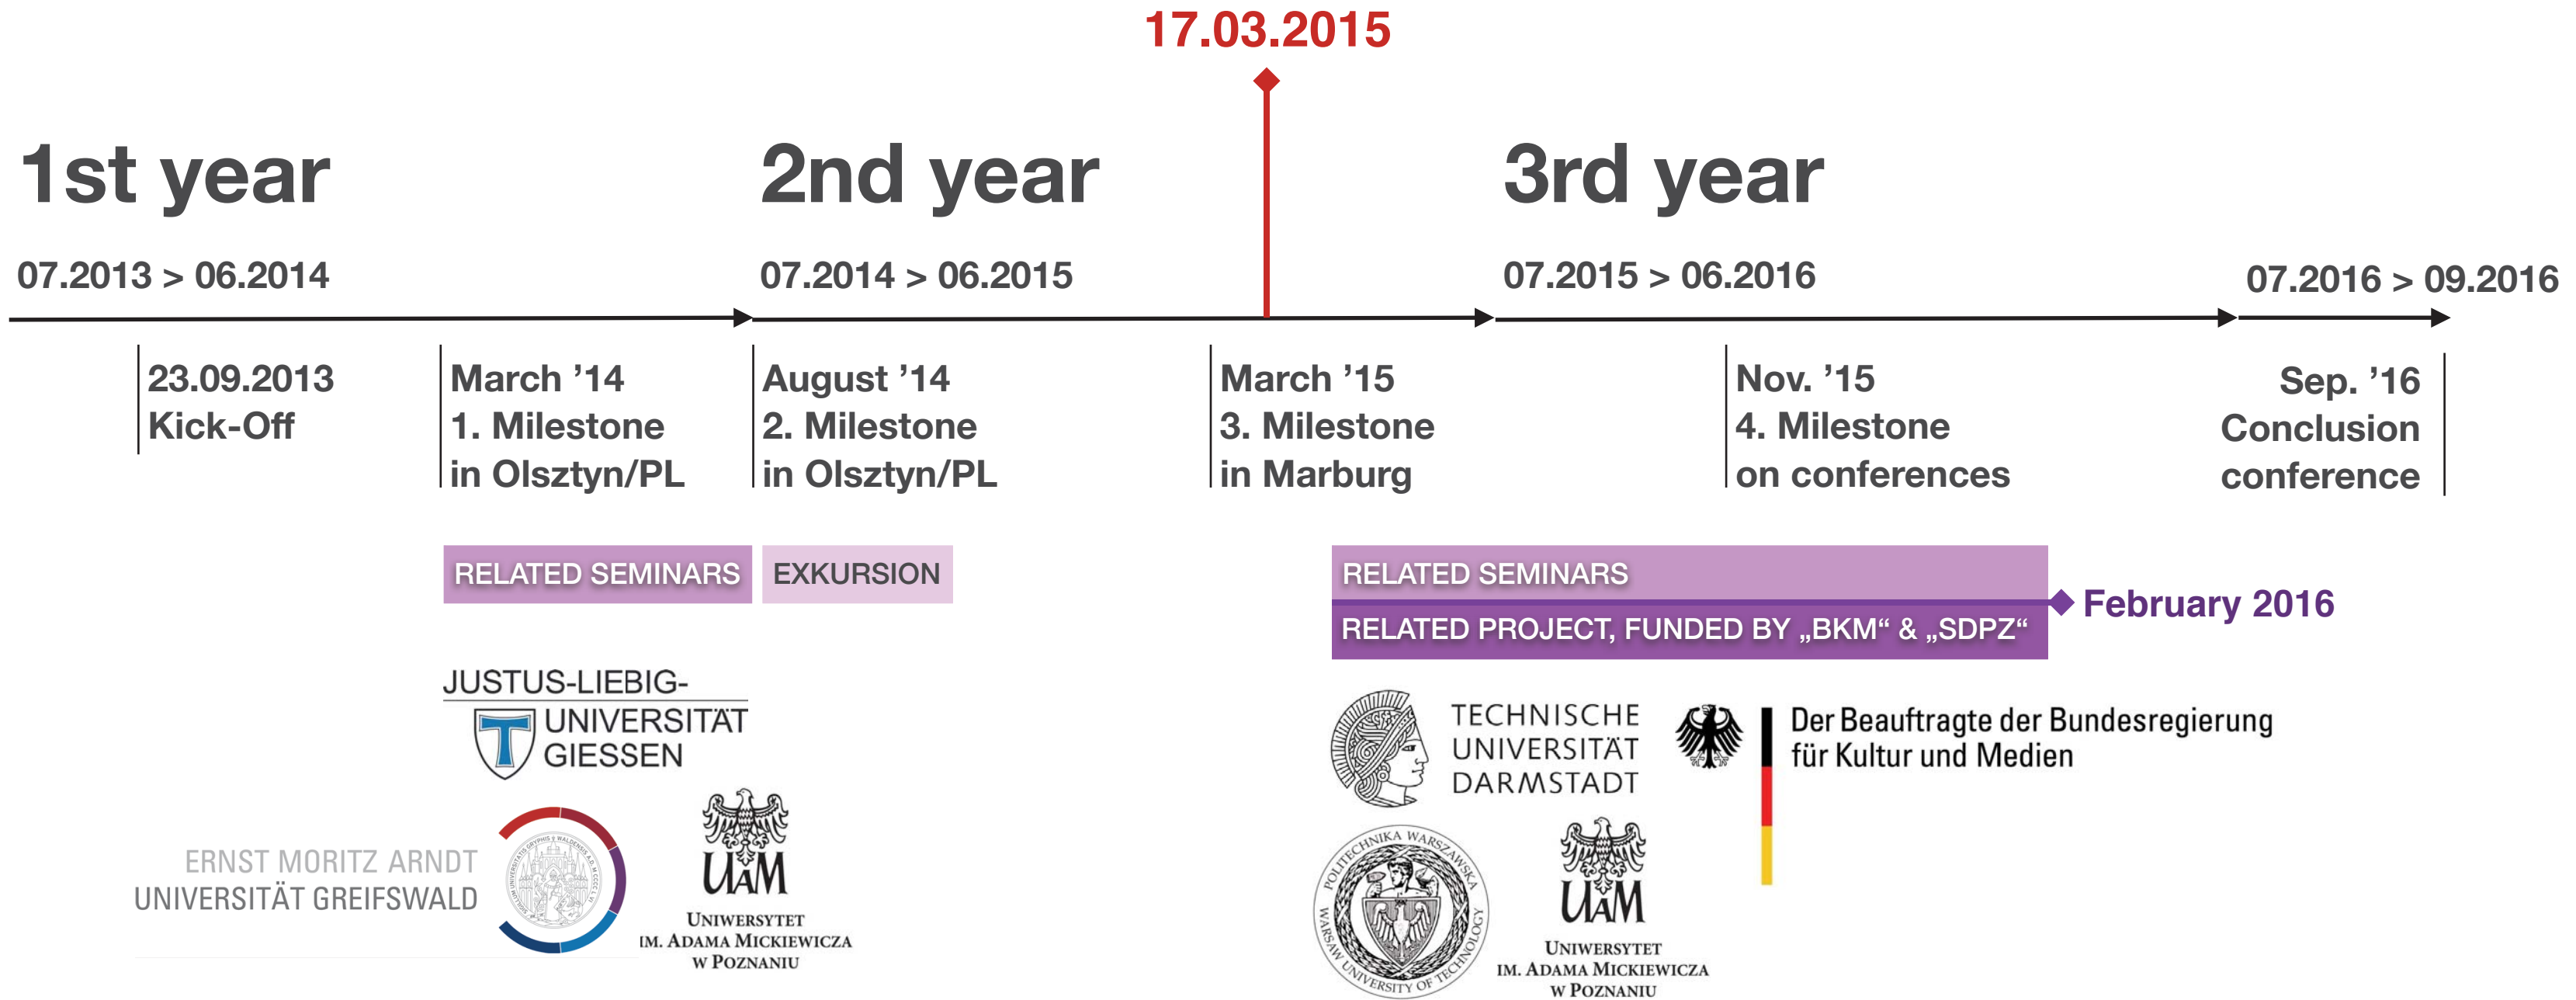 17.03.2015
1st year
2nd year
3rd year
07.2013 > 06.2014
07.2014 > 06.2015
07.2015 > 06.2016
07.2016 > 09.2016
23.09.2013
Kick-Off
March ’14
1. Milestone
in Olsztyn/PL
August ’14
2. Milestone
in Olsztyn/PL
March ’15
3. Milestone
in Marburg
Nov. ’15
4. Milestone
on conferences
Sep. ’16
Conclusion
conference
RELATED SEMINARS
EXKURSION
RELATED SEMINARS
RELATED PROJECT, FUNDED BY „BKM“ & „SDPZ“
February 2016
JUSTUS-LIEBIG-
UNIVERSITÄT
GIESSEN
ERNST MORITZ ARNDT
UNIVERSITÄT GREIFSWALD
UAM
UNIWERSYTET
IM. ADAMA MICKIEWICZA
W POZNANIU
TECHNISCHE
UNIVERSITÄT
DARMSTADT
Der Beauftragte der Bundesregierung
für Kultur und Medien
POLITECHNIKA WARSZAWSKA
WARSAW UNIVERSITY OF TECHNOLOGY
UAM
UNIWERSYTET
IM. ADAMA MICKIEWICZA
W POZNANIU